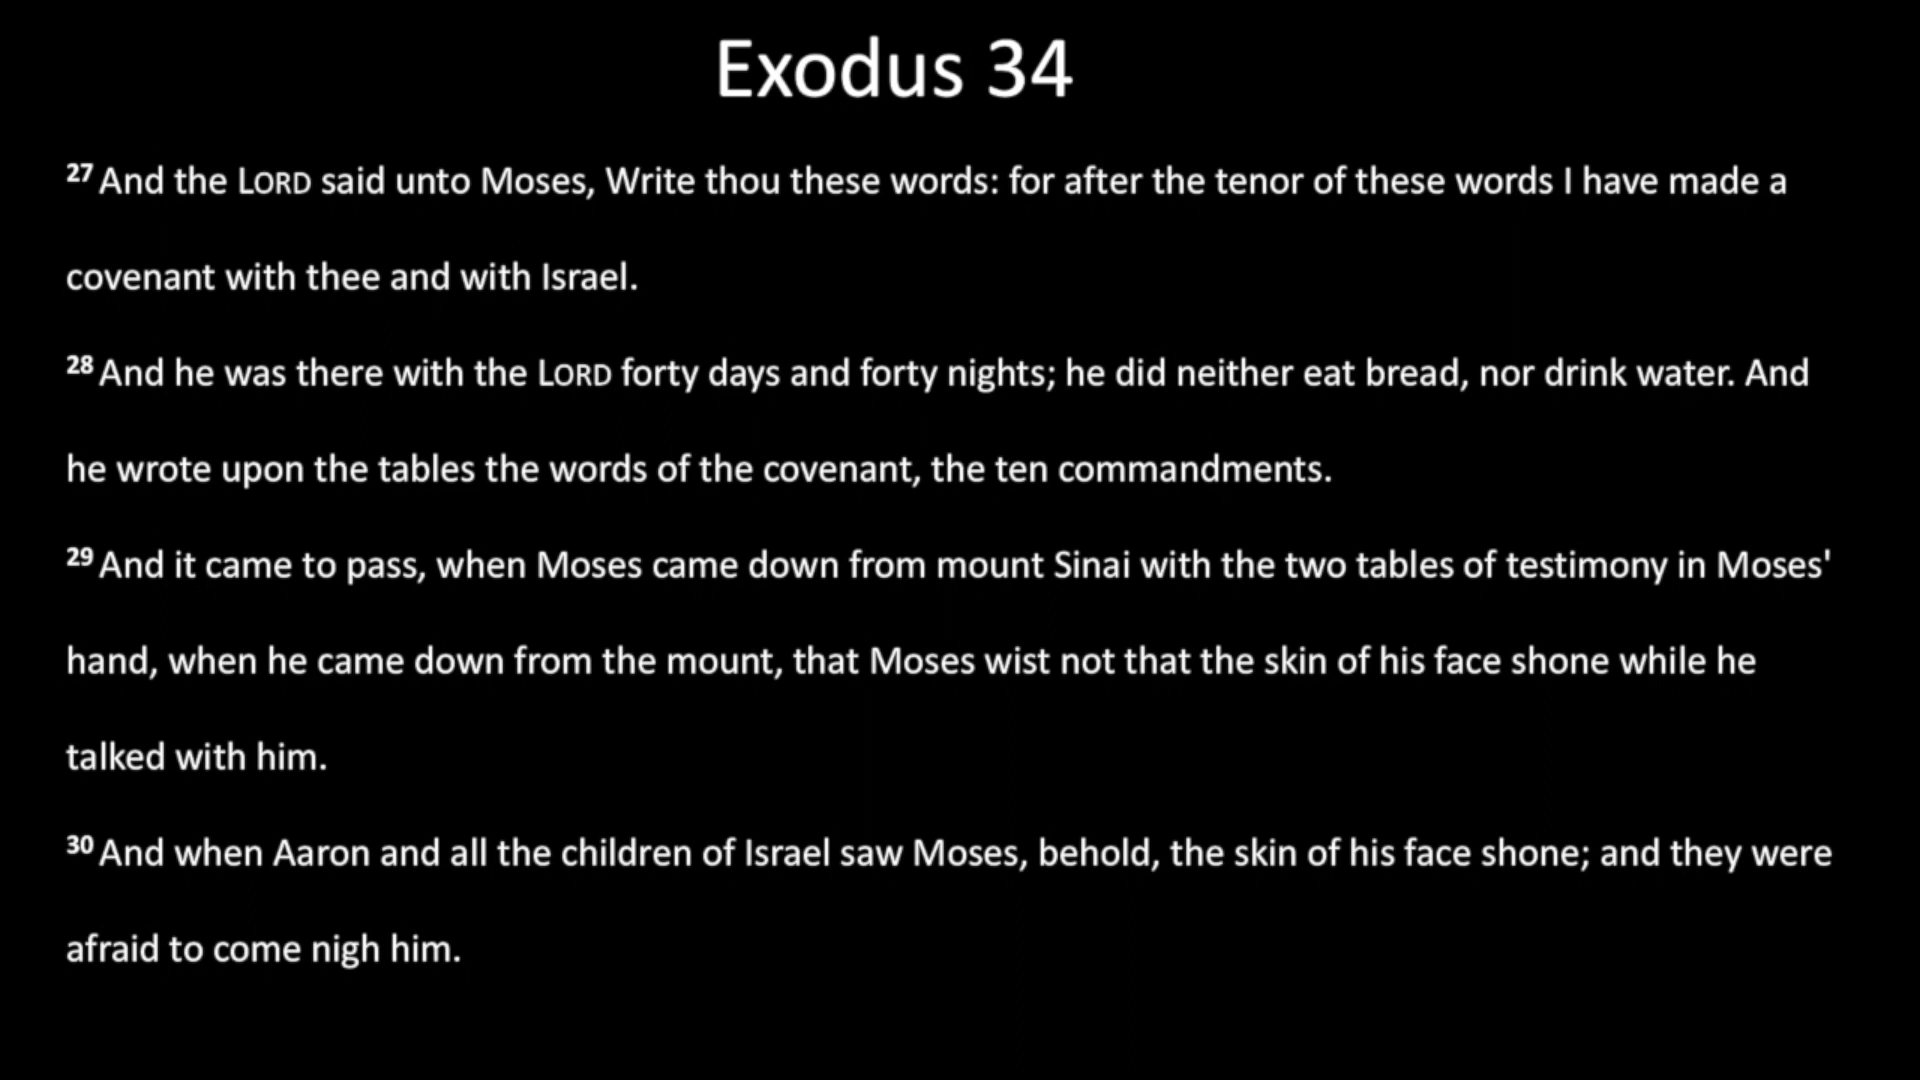 Exodus 34
27 And the LORD said unto Moses, Write thou these words: for after the tenor of these words I have made a
covenant with thee and with Israel.
28 And he was there with the LORD forty days and forty nights; he did neither eat bread, nor drink water. And
he wrote upon the tables the words of the covenant, the ten commandments.
29 And it came to pass, when Moses came down from mount Sinai with the two tables of testimony in Moses'
hand, when he came down from the mount, that Moses wist not that the skin of his face shone while he
talked with him.
30 And when Aaron and all the children of Israel saw Moses, behold, the skin of his face shone; and they were
afraid to come nigh him.